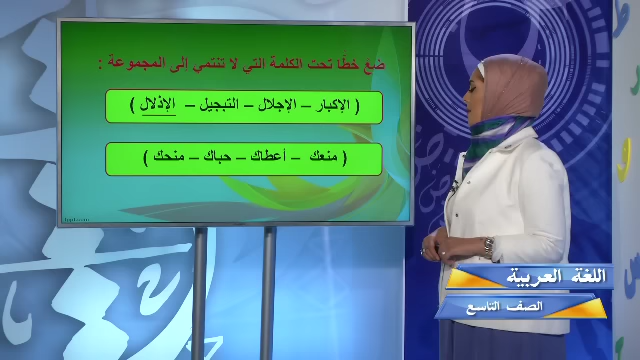 ضع خطًّا تحت الكلمة التي لا تنتمي إلى المجموعة :
( الإكبار – الإجلال – التبجيل – الإذلال )
( منعك – أعطاك – حباك – منحك )
اللغة العربية
الصف التاسع